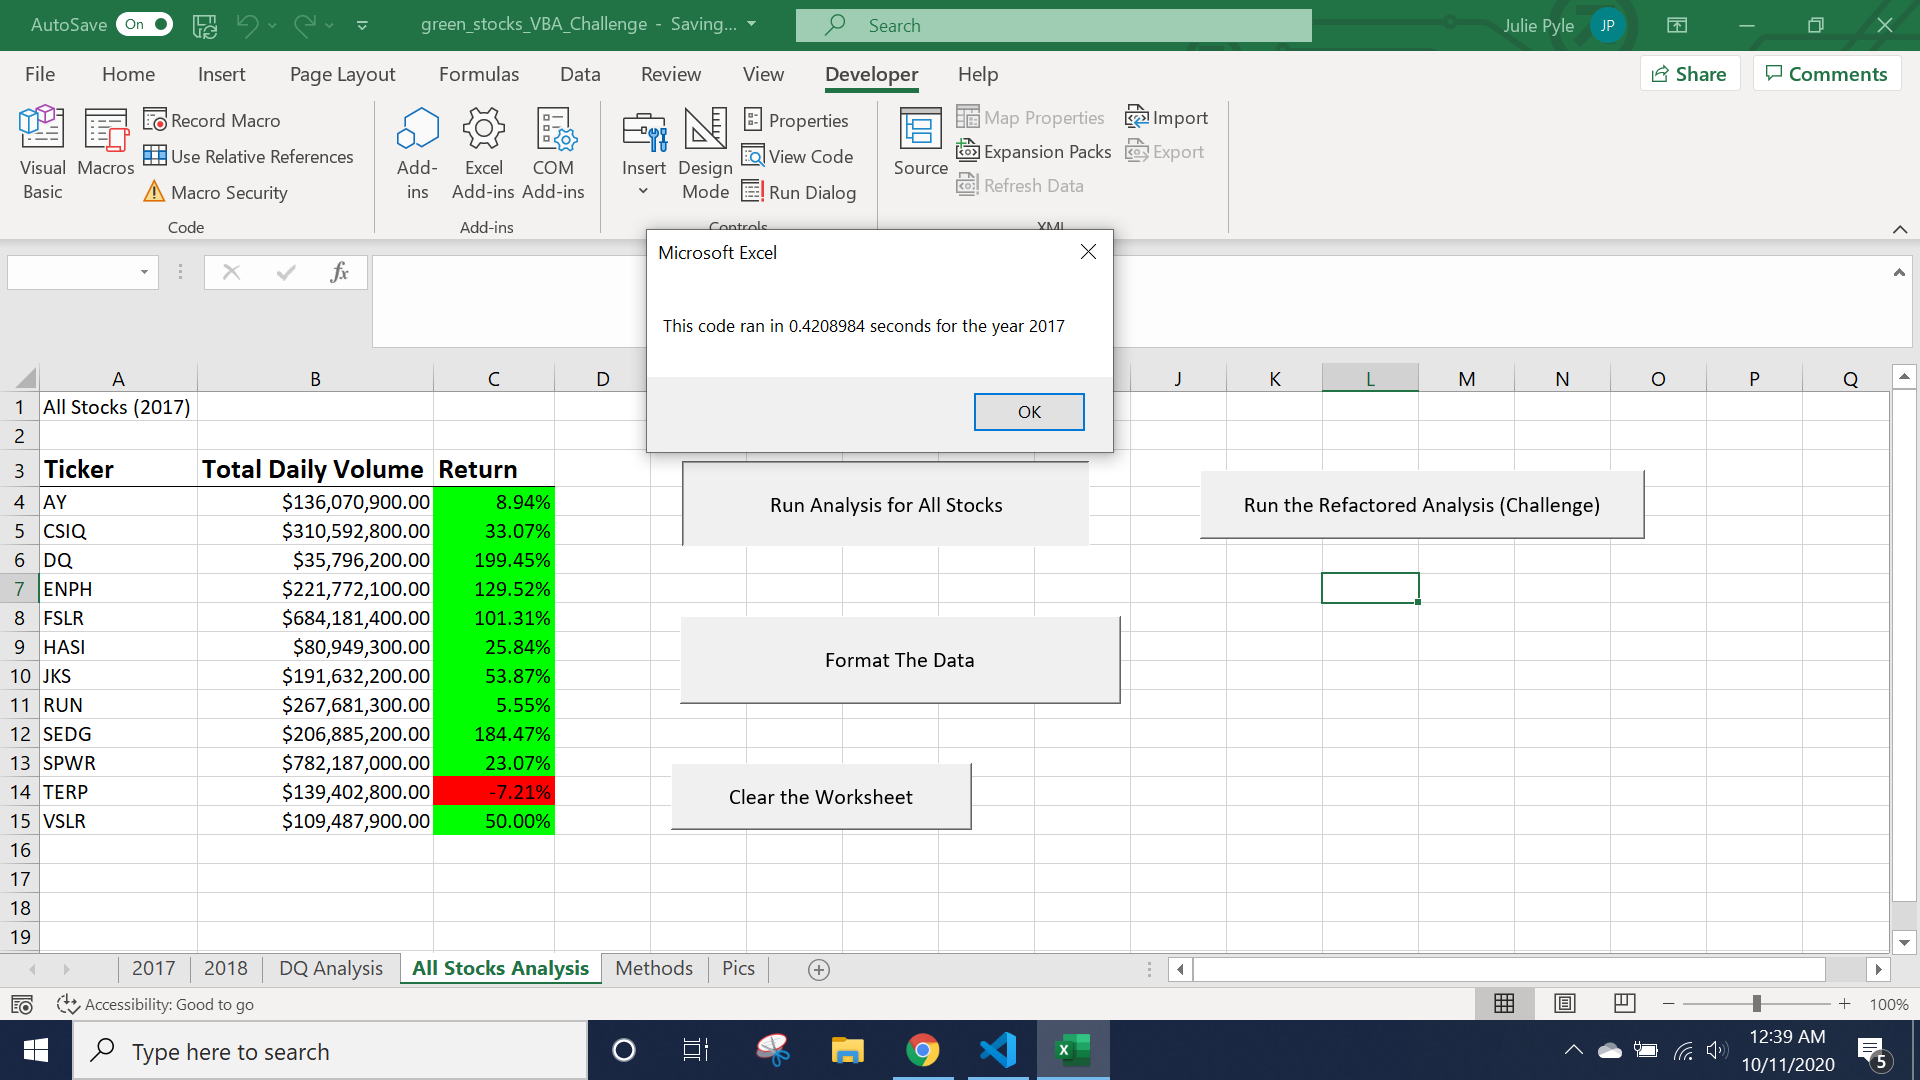 AutoSave On green_stocks_VBA_Challenge - Saving... Search Julie Pyle JP
File Home Insert Page Layout Formulas Data Review View Developer Help Share Comments
Visual Basic
Macros
Record Macro
Use Relative References
Macro Security
Code
Add-ins
Excel Add-ins
COM Add-ins
Add-ins
Insert
Design Mode
Properties
View Code
Run Dialog
Controls
Source
Map Properties
Expansion Packs
Refresh Data
Import
Export
XML
fx
Microsoft Excel
This code ran in 0.4208984 seconds for the year 2017
OK
A B C D J K L M N O P Q
1 All Stocks (2017)
2
3 Ticker Total Daily Volume Return
4 AY $136,070,900.00 8.94%
5 CSIQ $310,592,800.00 33.07%
6 DQ $35,796,200.00 199.45%
7 ENPH $221,772,100.00 129.52%
8 FSLR $684,181,400.00 101.31%
9 HASI $80,949,300.00 25.84%
10 JKS $191,632,200.00 53.87%
11 RUN $267,681,300.00 5.55%
12 SEDG $206,885,200.00 184.47%
13 SPWR $782,187,000.00 23.07%
14 TERP $139,402,800.00 -7.21%
15 VSLR $109,487,900.00 50.00%
16
17
18
19
Run Analysis for All Stocks
Run the Refactored Analysis (Challenge)
Format The Data
Clear the Worksheet
2017 2018 DQ Analysis All Stocks Analysis Methods Pics
Accessibility: Good to go 100%
Type here to search
12:39 AM
10/11/2020
5